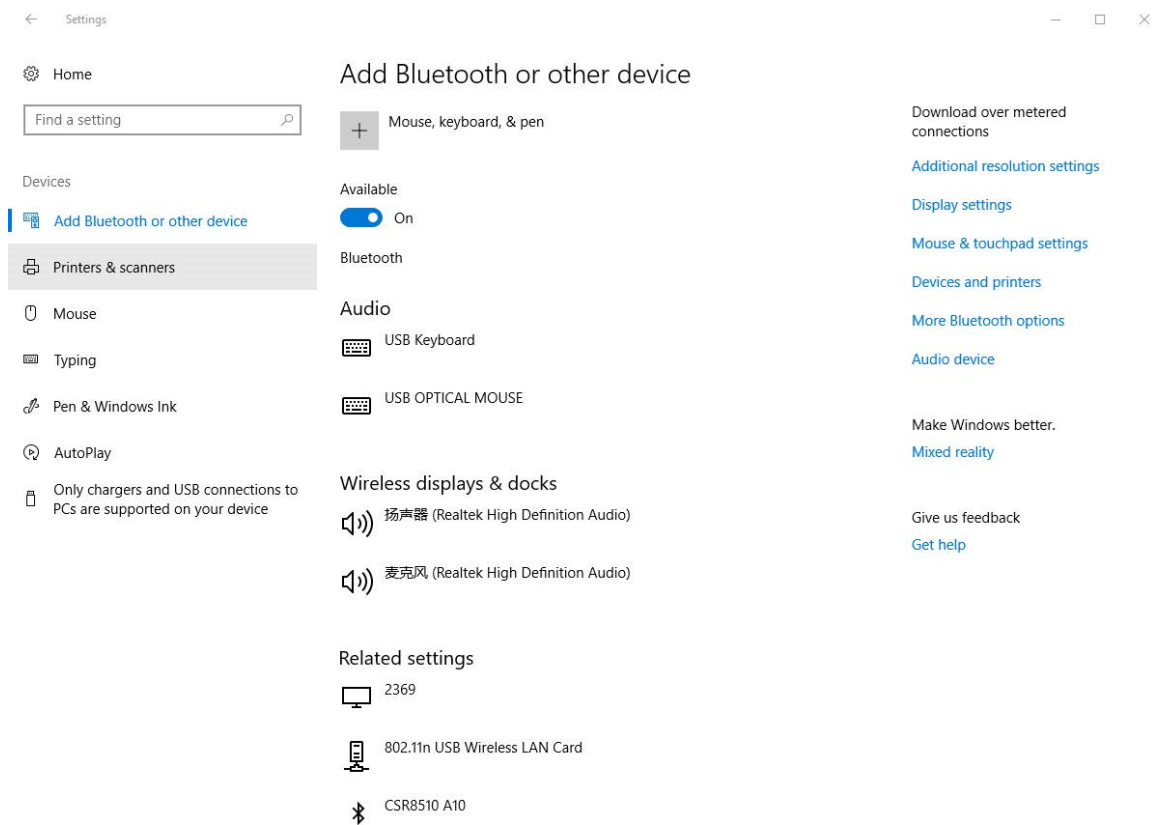 Settings
Home
Find a setting
Devices
Add Bluetooth or other device
Printers & scanners
Mouse
Typing
Pen & Windows Ink
AutoPlay
Only chargers and USB connections to
PCs are supported on your device
Add Bluetooth or other device
Mouse, keyboard, & pen
Available
On
Bluetooth
Audio
USB Keyboard
USB OPTICAL MOUSE
Wireless displays & docks
扬声器 (Realtek High Definition Audio)
麦克风 (Realtek High Definition Audio)
Related settings
2369
802.11n USB Wireless LAN Card
CSR8510 A10
Download over metered
connections
Additional resolution settings
Display settings
Mouse & touchpad settings
Devices and printers
More Bluetooth options
Audio device
Make Windows better.
Mixed reality
Give us feedback
Get help